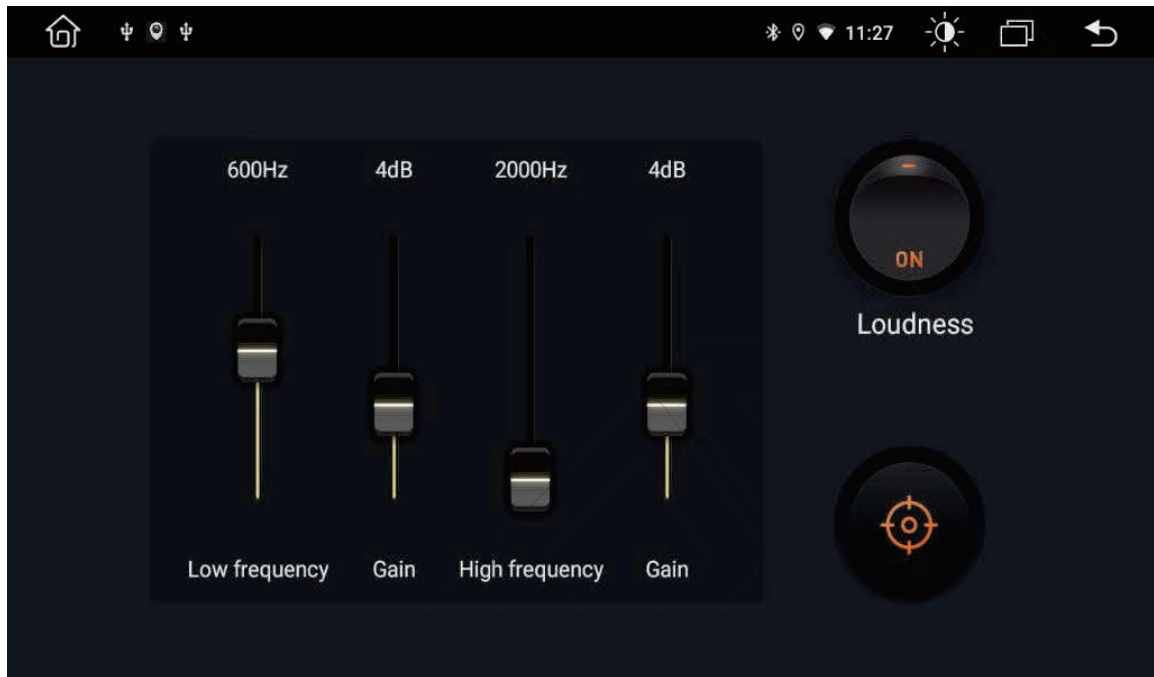 11:27
600Hz 4dB 2000Hz 4dB
ON
Loudness
Low frequency Gain High frequency Gain